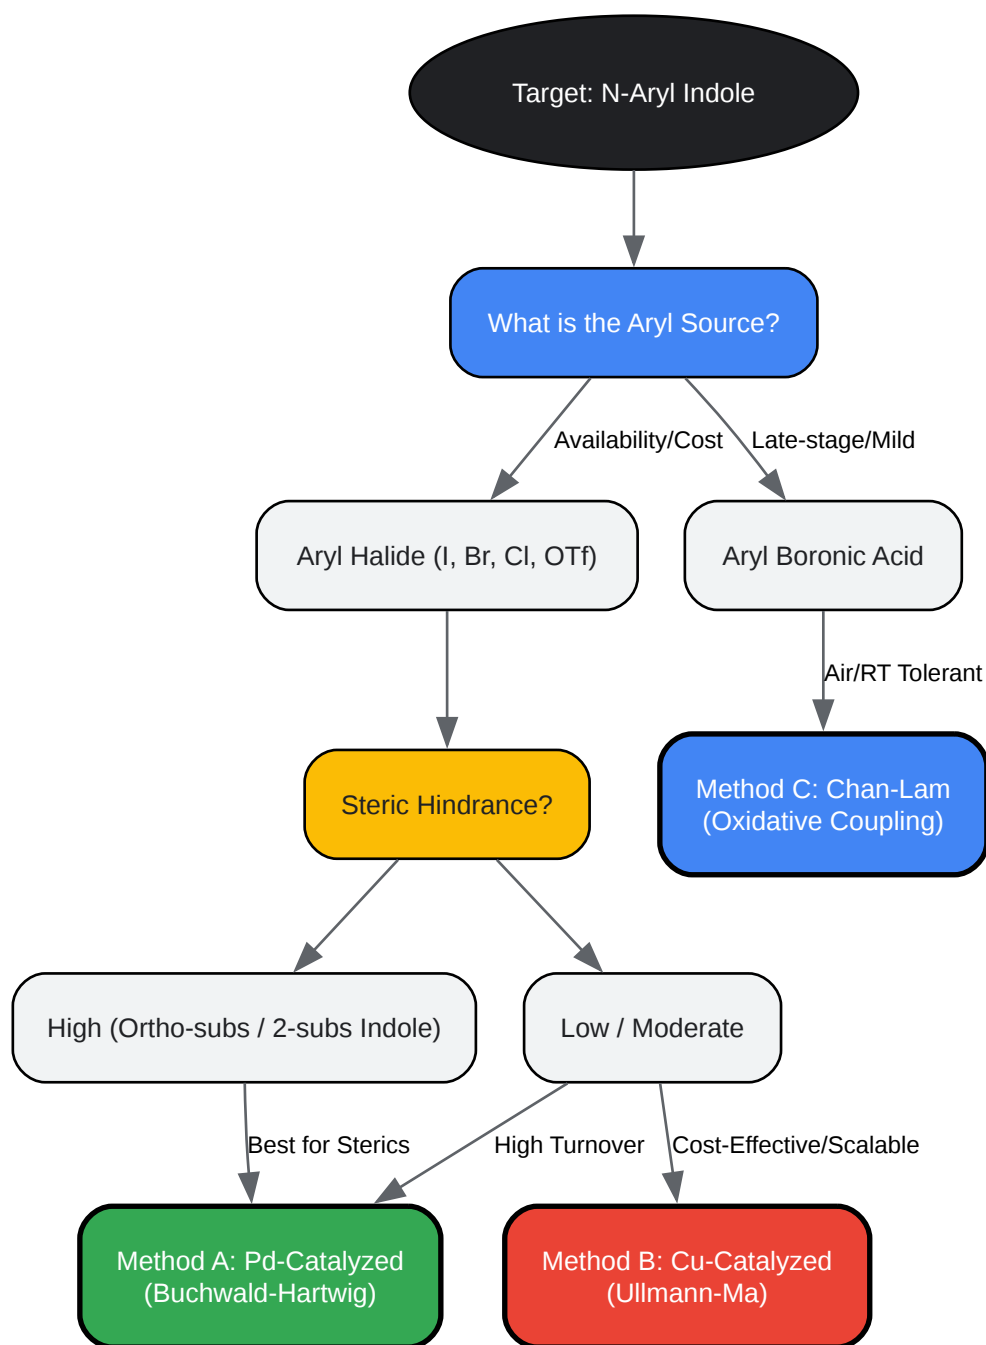 Target: N-Aryl Indole
What is the Aryl Source?
Availability/Cost
Late-stage/Mild
Aryl Halide (I, Br, Cl, OTf)
Aryl Boronic Acid
Air/RT Tolerant
Steric Hindrance?
Method C: Chan-Lam
(Oxidative Coupling)
High (Ortho-subs / 2-subs Indole)
Low / Moderate
Best for Sterics
High Turnover
Cost-Effective/Scalable
Method A: Pd-Catalyzed
(Buchwald-Hartwig)
Method B: Cu-Catalyzed
(Ullmann-Ma)